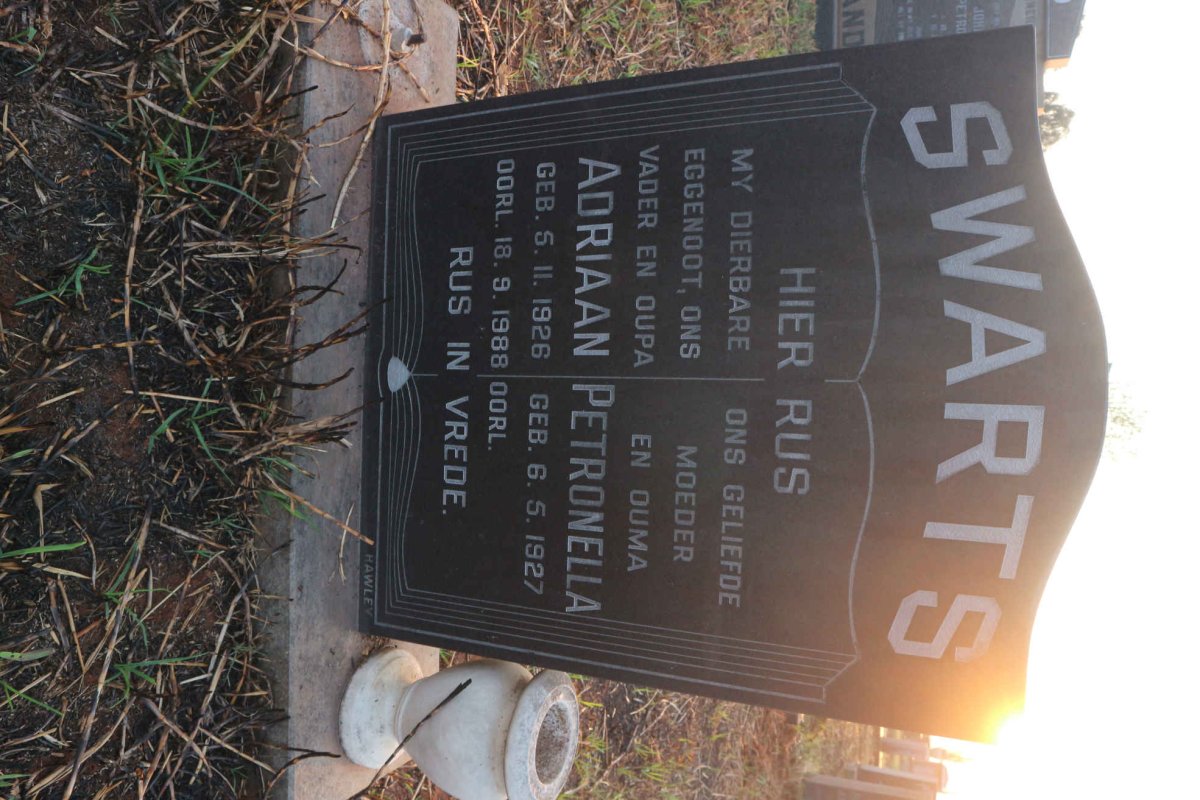 SWARTS
HIER RUS
MY DIERBARE
EGGENOOT, ONS
VADER EN OUPA
ADRIAAN
GEB. 5. 11. 1926
OORL. 18. 9. 1988
ONS GELIEFDE
MOEDER
EN OUMA
PETRONELLA
GEB. 6. 5. 1927
OORL.
RUS IN VREDE.
HAWLEY